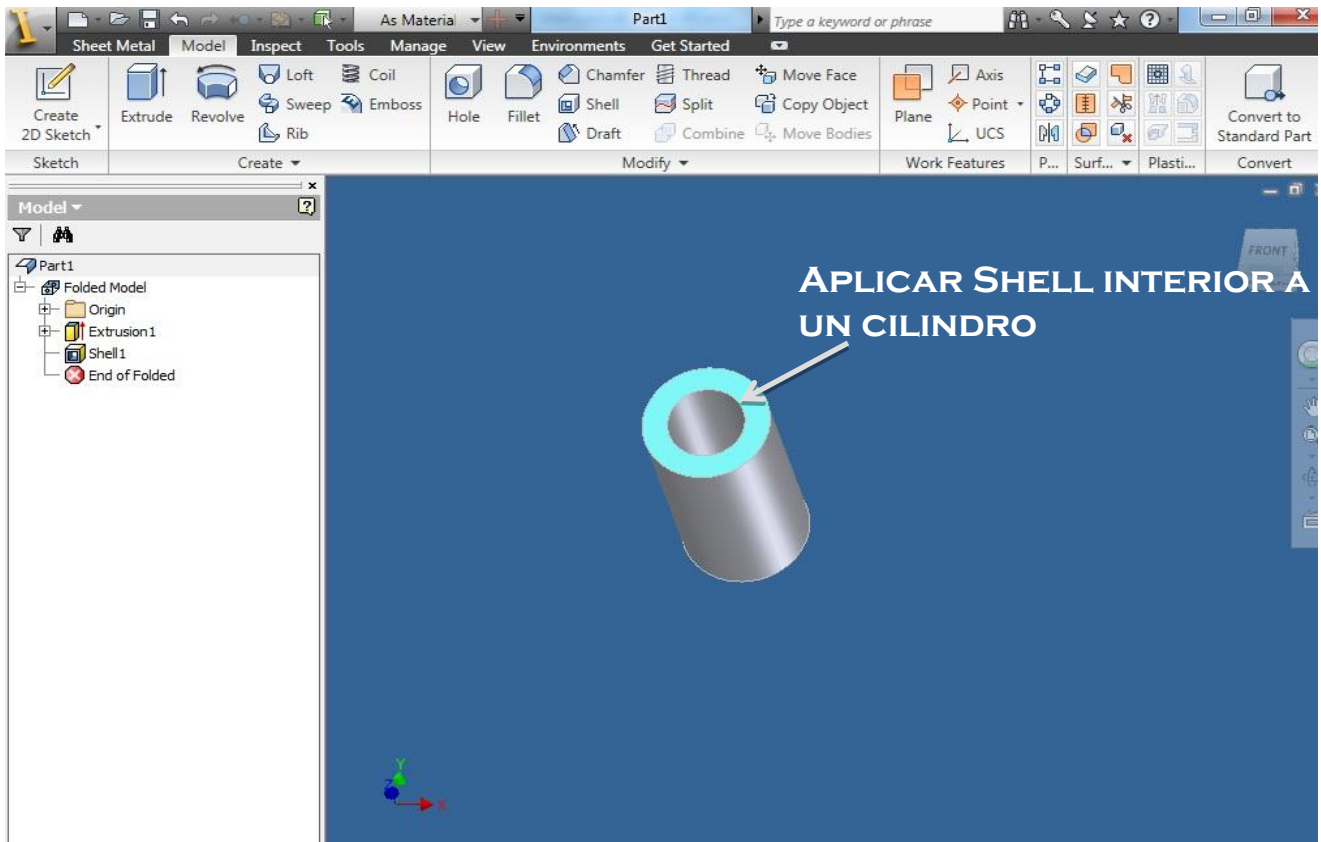 As Material Part1 Type a keyword or phrase
Sheet Metal Model Inspect Tools Manage View Environments Get Started
Create 2D Sketch
Extrude
Revolve
Loft
Sweep
Rib
Coil
Emboss
Hole
Fillet
Chamfer
Shell
Draft
Thread
Split
Combine
Move Face
Copy Object
Move Bodies
Plane
Axis
Point
UCS
Convert to
Standard Part
Sketch Create Modify Work Features P... Surf... Plasti... Convert
Model
Part1
Folded Model
Origin
Extrusion1
Shell1
End of Folded
FRONT
APLICAR SHELL INTERIOR A
UN CILINDRO
Y
Z
X